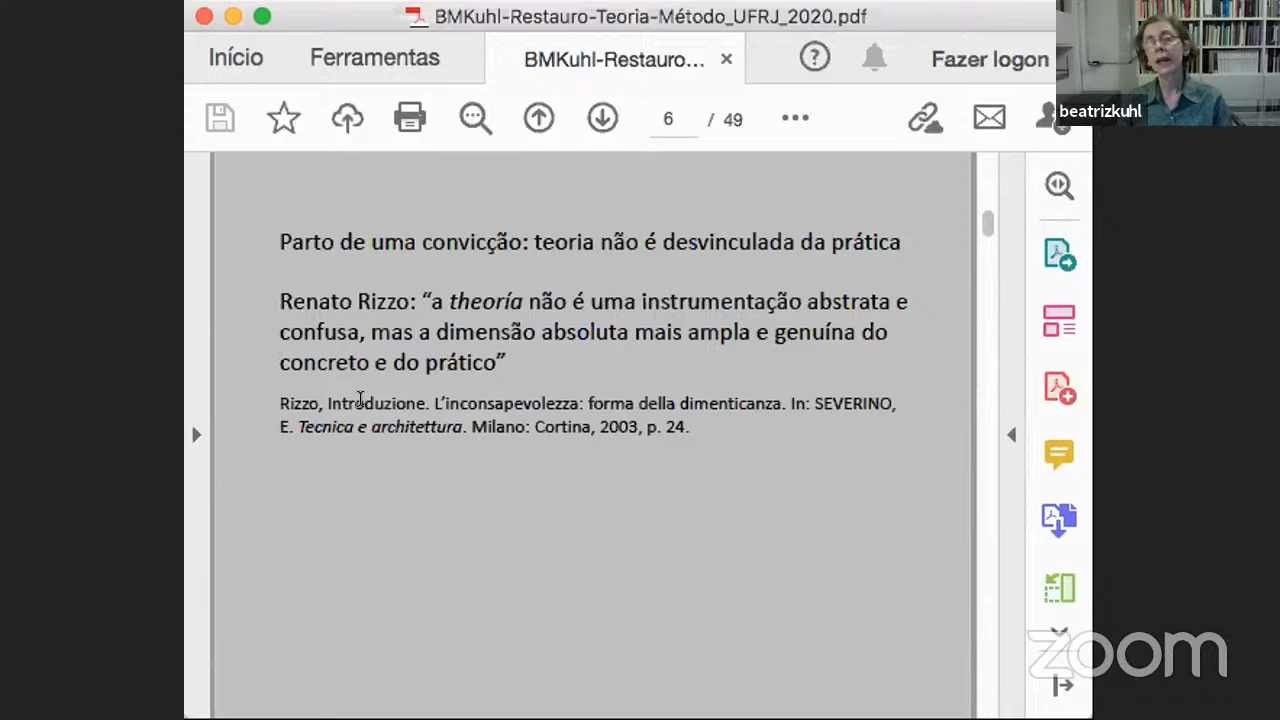 BMKuhl-Restauro-Teoria-Método_UFRJ_2020.pdf
Início
Ferramentas
BMKuhl-Restauro...
Fazer logon
beatrizkuhl
6 / 49
Parto de uma convicção: teoria não é desvinculada da prática
Renato Rizzo: “a theoría não é uma instrumentação abstrata e
confusa, mas a dimensão absoluta mais ampla e genuína do
concreto e do prático”
Rizzo, Introduzione. L’inconsapevolezza: forma della dimenticanza. In: SEVERINO,
E. Tecnica e architettura. Milano: Cortina, 2003, p. 24.
zoom